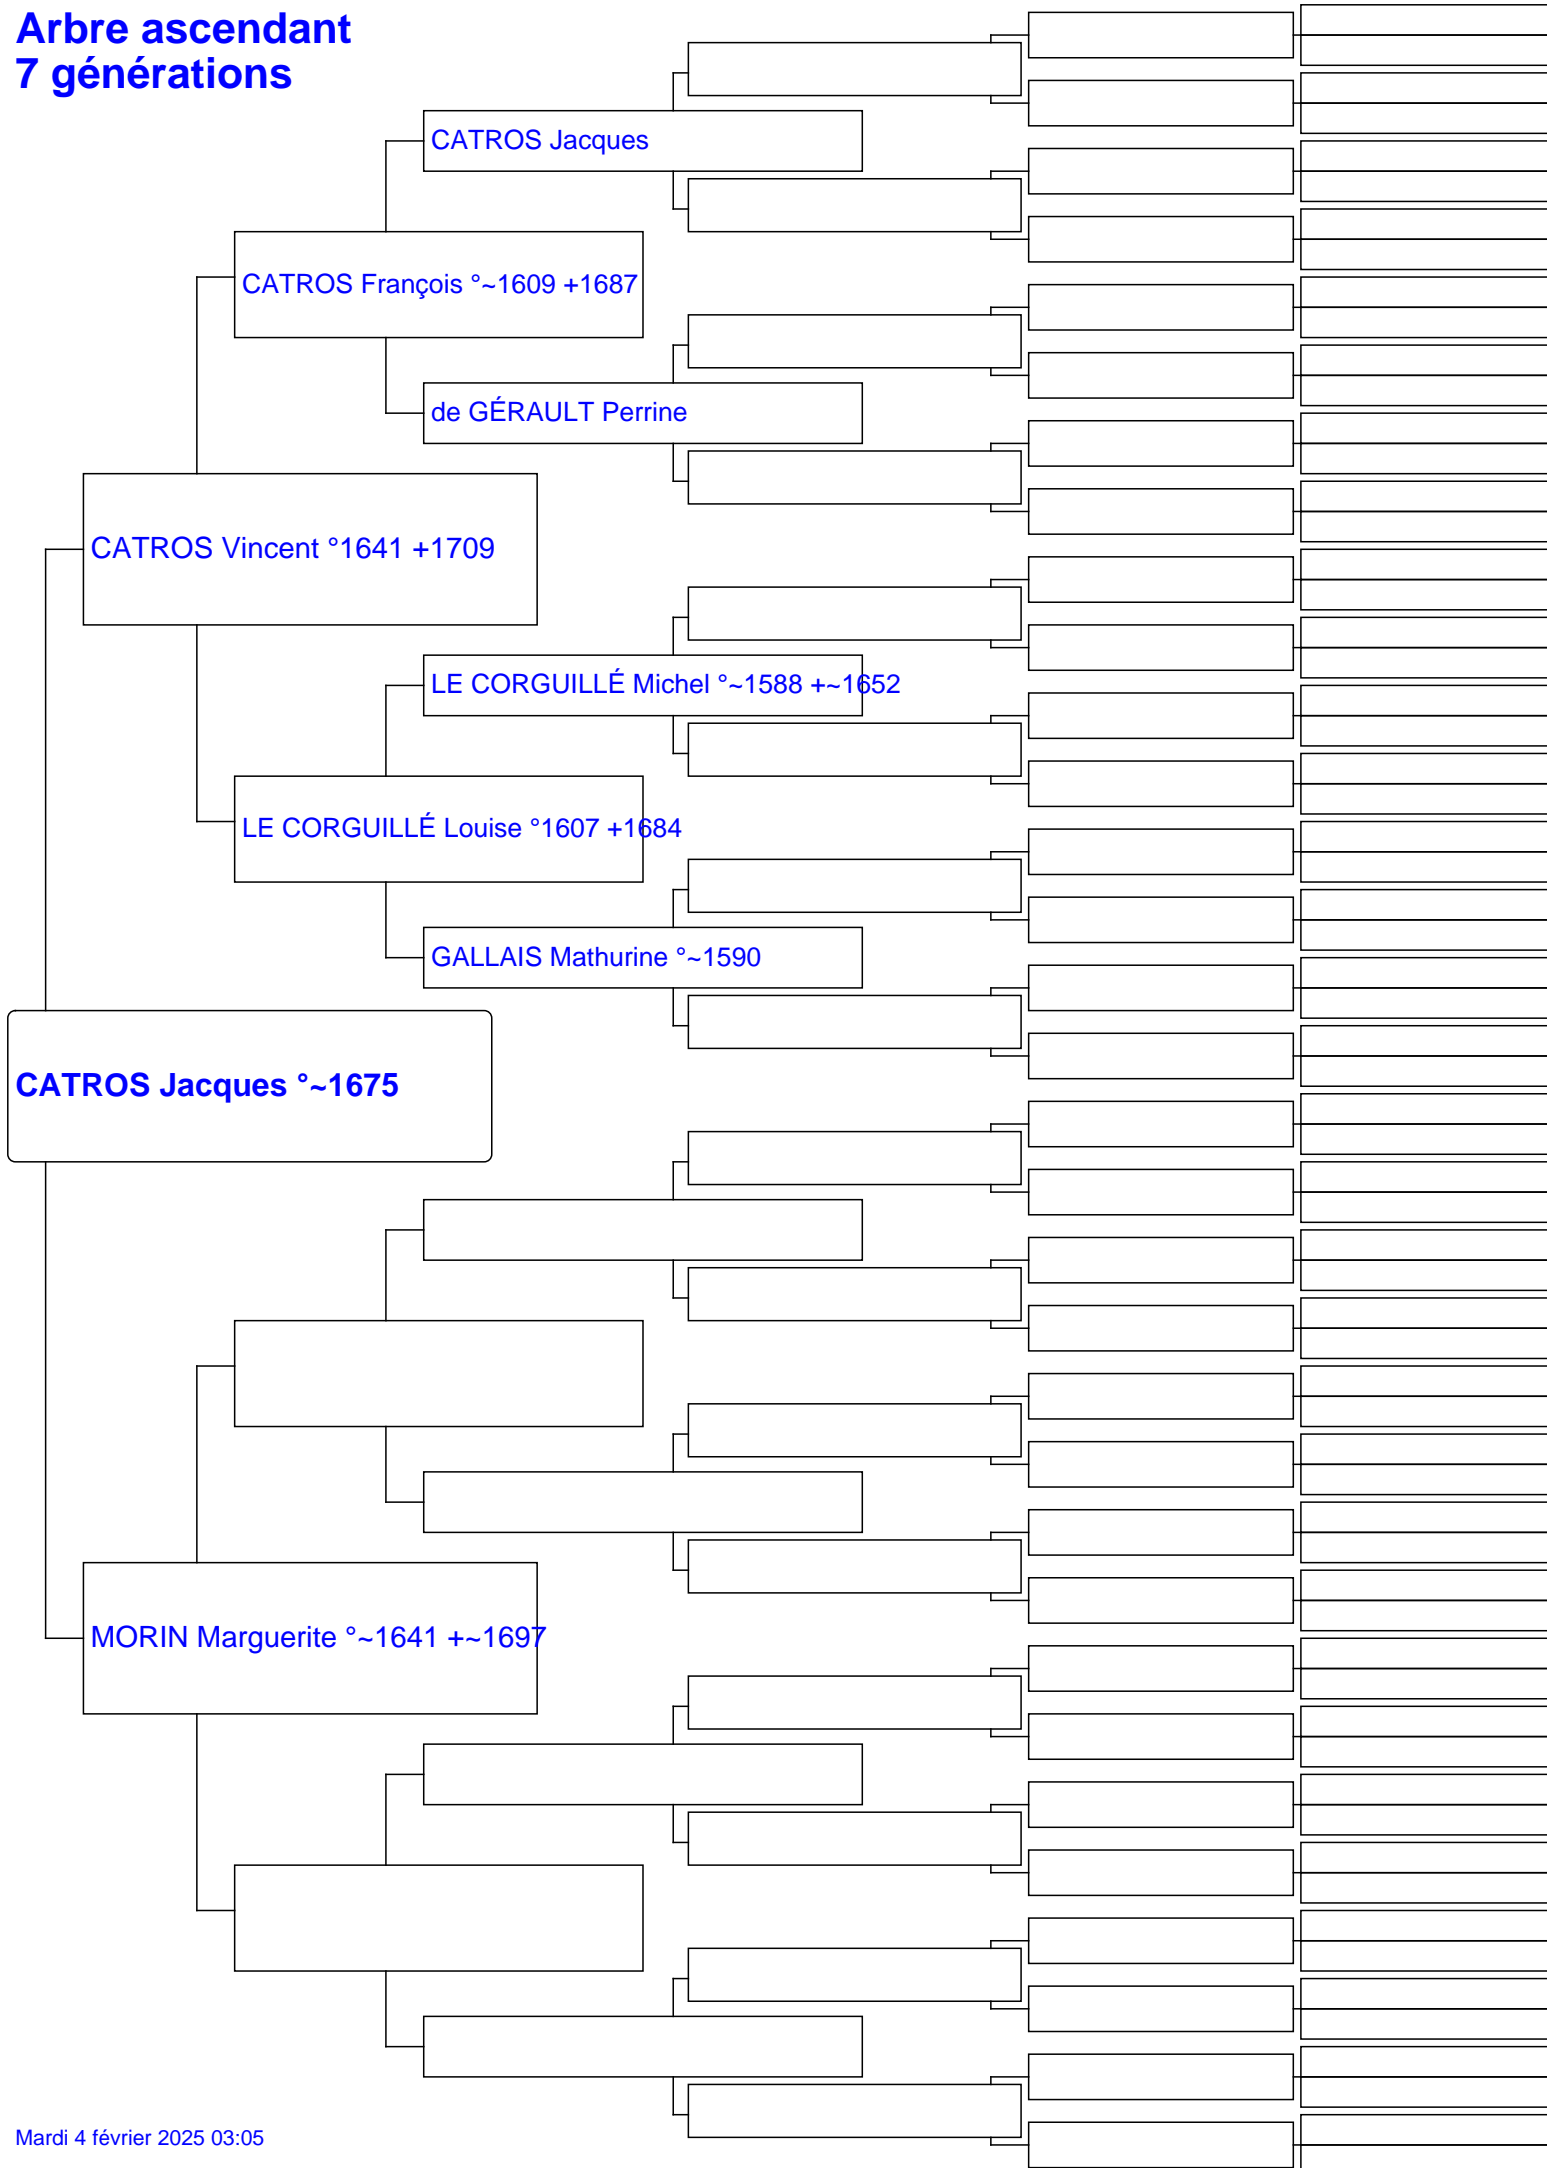 Arbre ascendant
7 générations
CATROS Jacques
CATROS François °~1609 +1687
de GÉRAULT Perrine
CATROS Vincent °1641 +1709
LE CORGUILLÉ Michel °~1588 +~1652
LE CORGUILLÉ Louise °1607 +1684
GALLAIS Mathurine °~1590
CATROS Jacques °~1675
MORIN Marguerite °~1641 +~1697
Mardi 4 février 2025 03:05